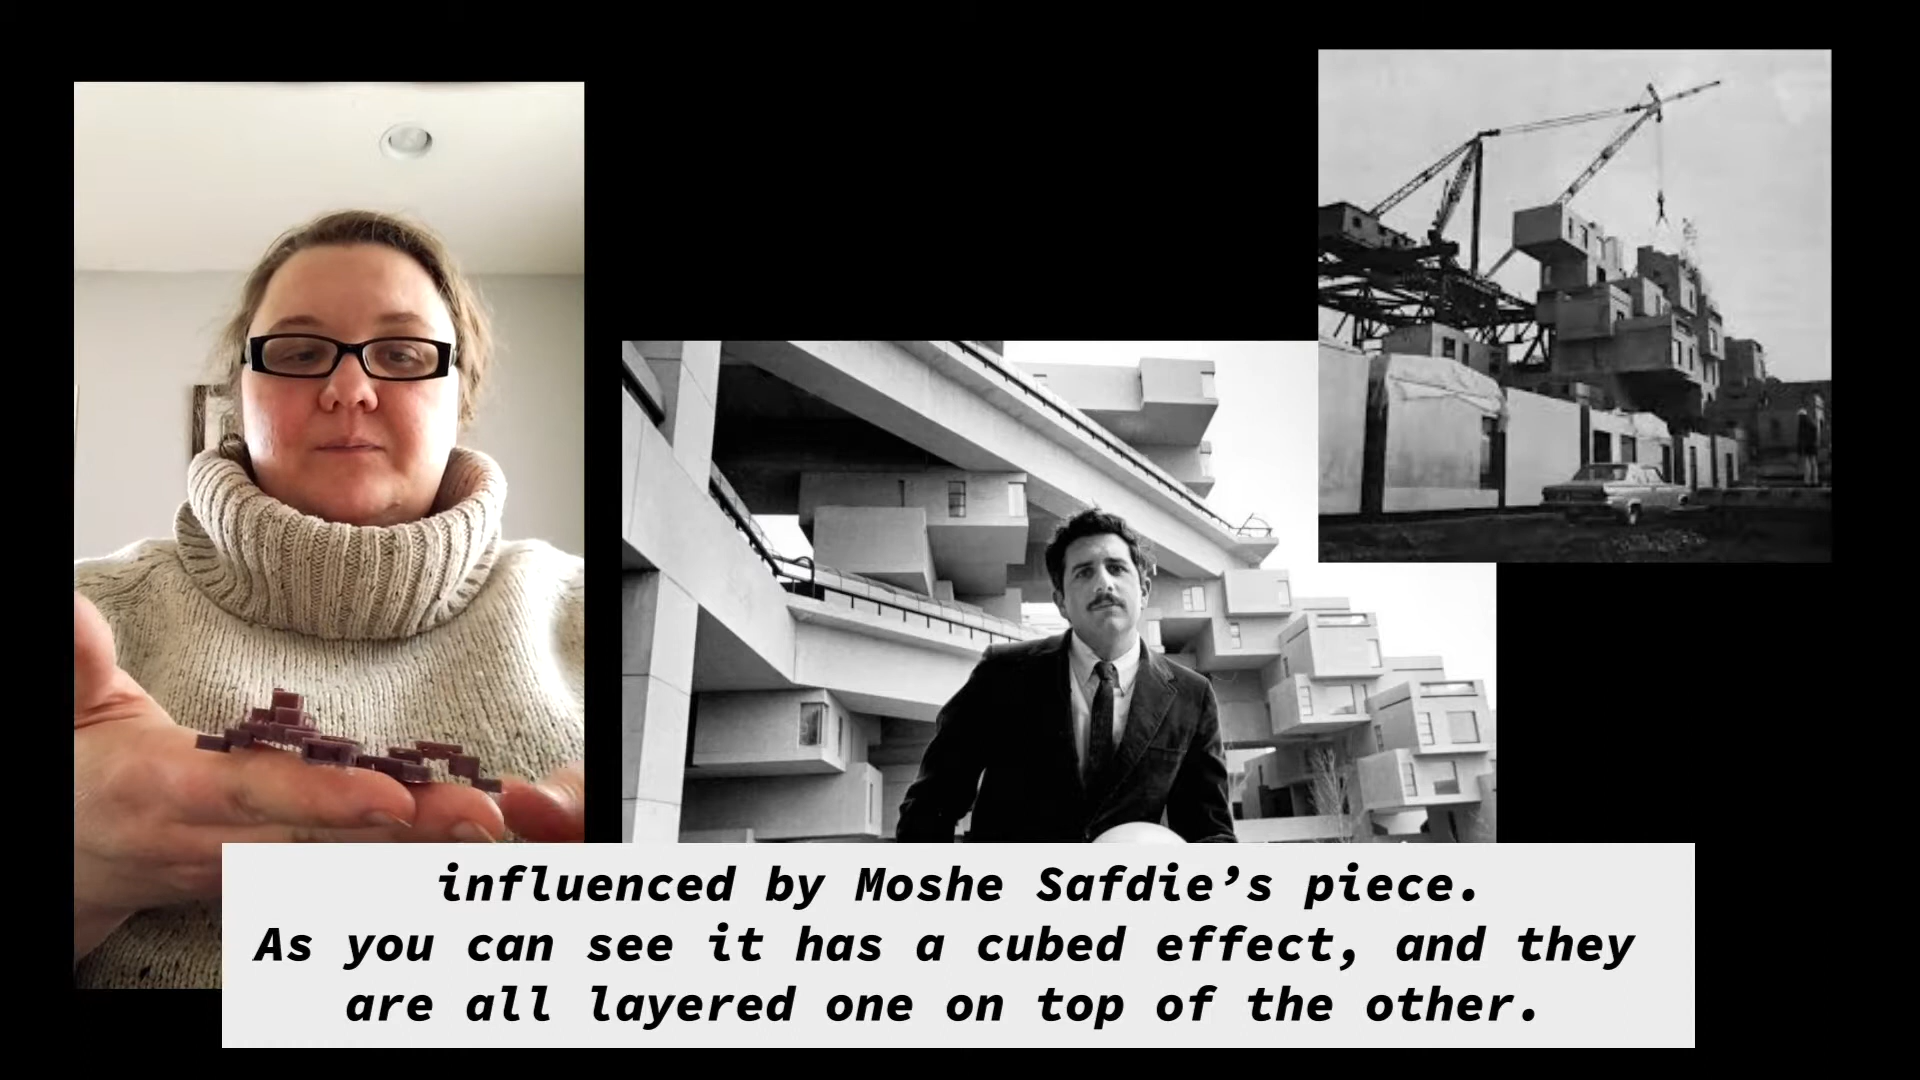 influenced by Moshe Safdie’s piece.
As you can see it has a cubed effect, and they
are all layered one on top of the other.